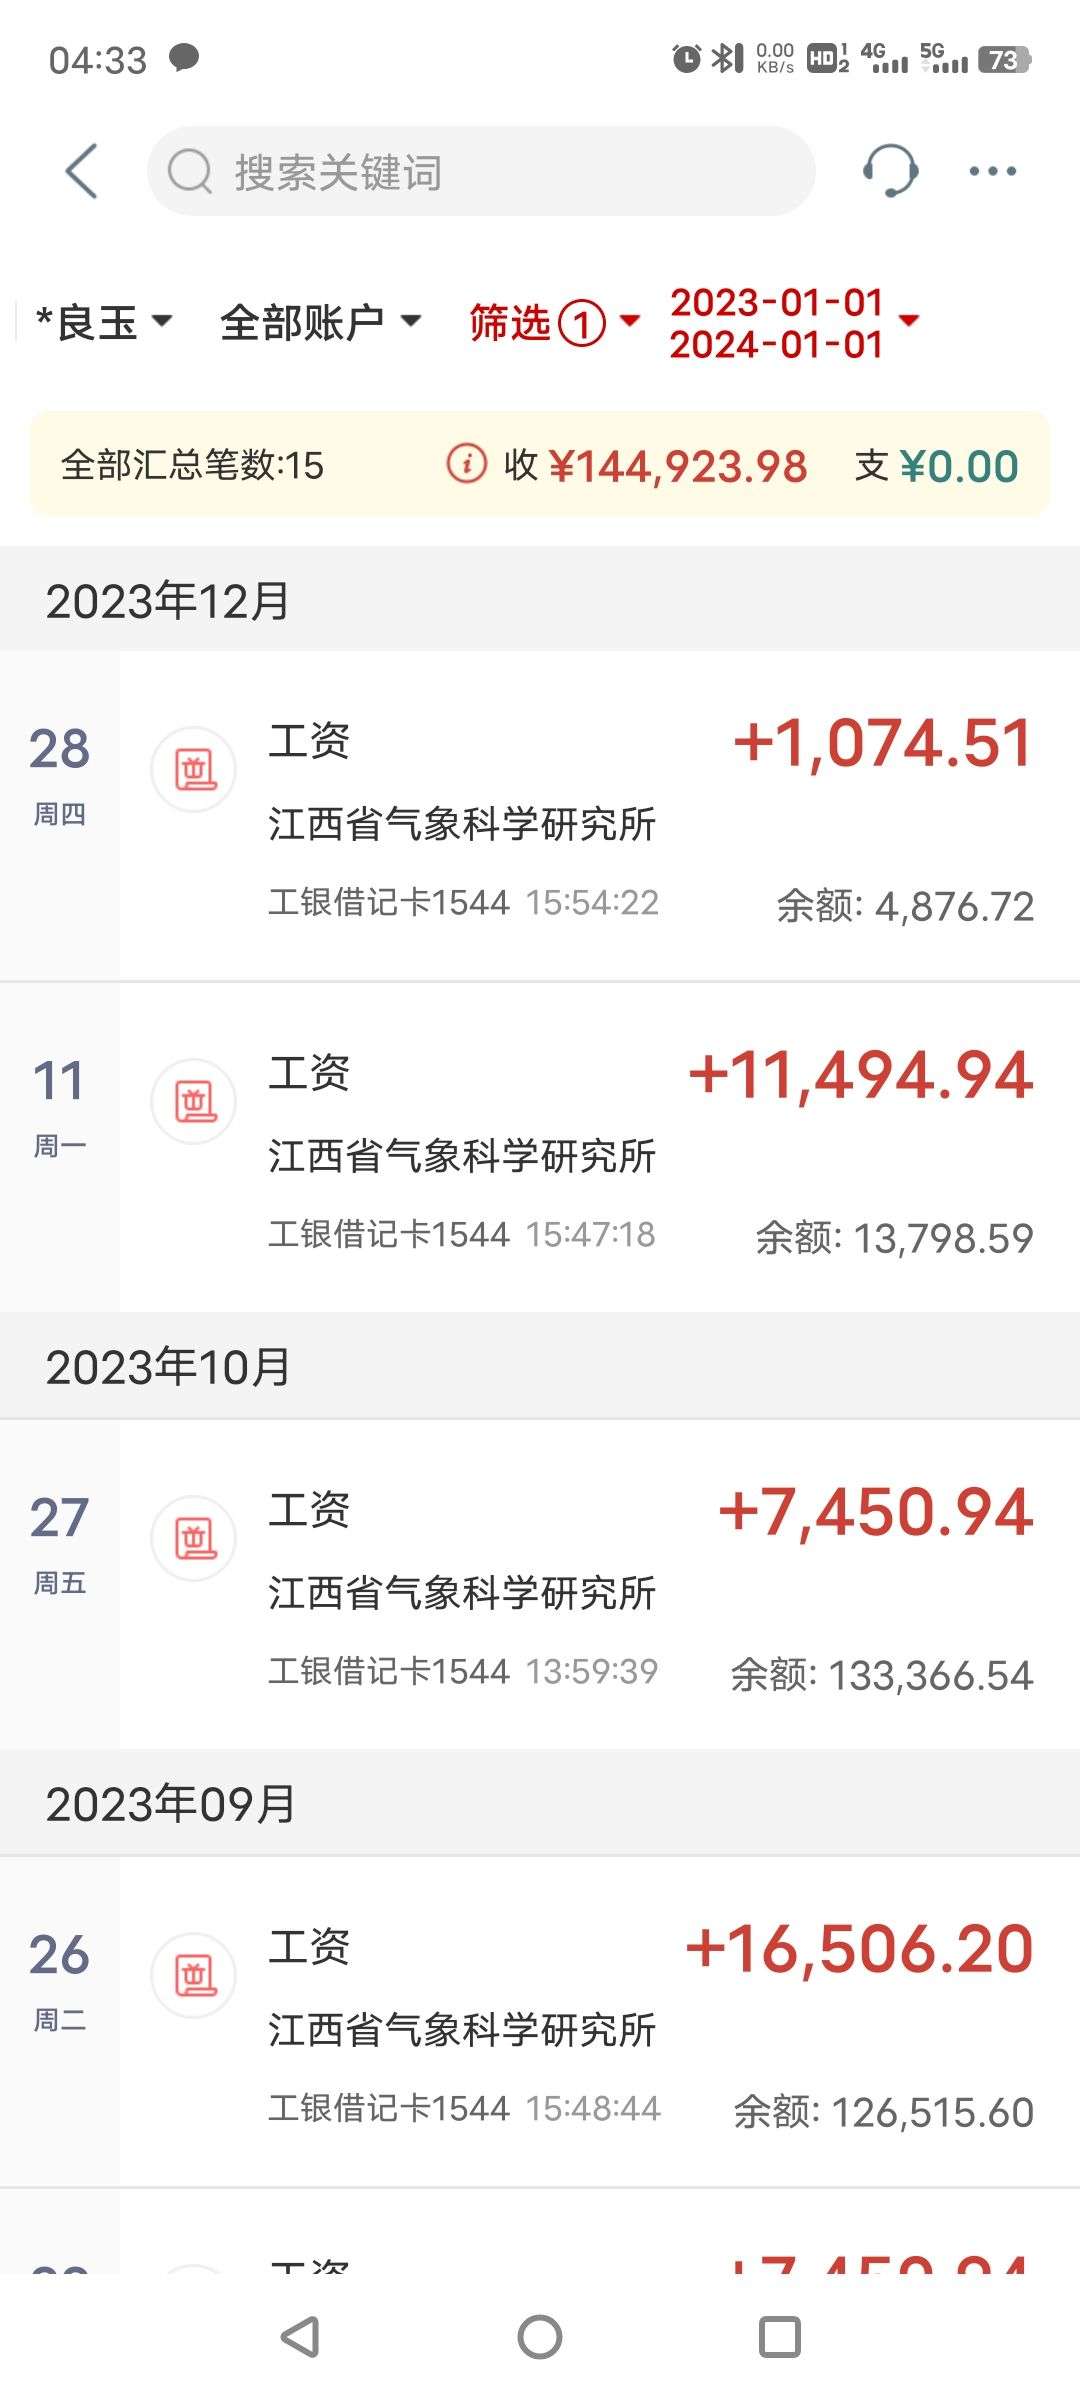 04:33
0.00 KB/s HD 1 2 4G 5G 73
搜索关键词
*良玉 全部账户 筛选① 2023-01-01
2024-01-01
全部汇总笔数:15 收 ¥144,923.98 支 ¥0.00
2023年12月
28 工资 +1,074.51
周四 江西省气象科学研究所
工银借记卡1544 15:54:22 余额: 4,876.72
11 工资 +11,494.94
周一 江西省气象科学研究所
工银借记卡1544 15:47:18 余额: 13,798.59
2023年10月
27 工资 +7,450.94
周五 江西省气象科学研究所
工银借记卡1544 13:59:39 余额: 133,366.54
2023年09月
26 工资 +16,506.20
周二 江西省气象科学研究所
工银借记卡1544 15:48:44 余额: 126,515.60
工资